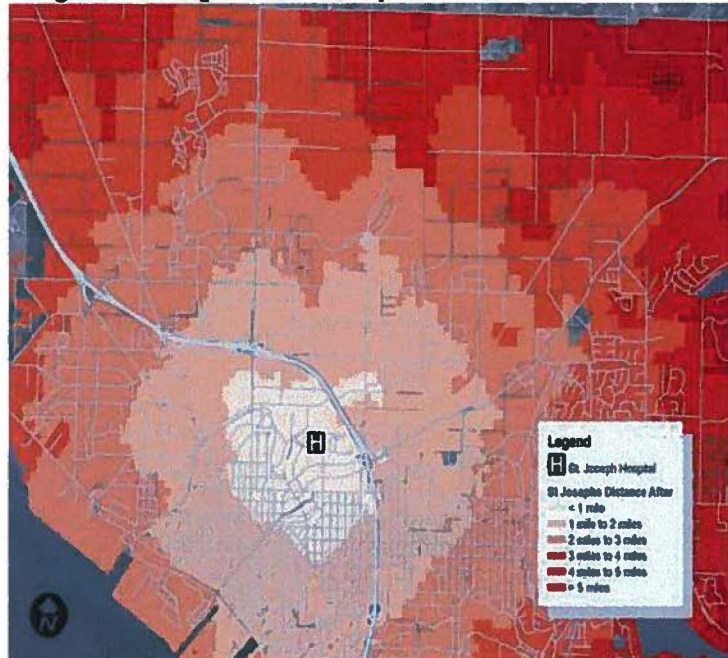 H
Legend
H St. Joseph Hospital
St Josephs Distance After
< 1 mile
1 mile to 2 miles
2 miles to 3 miles
3 miles to 4 miles
4 miles to 5 miles
> 5 miles
N